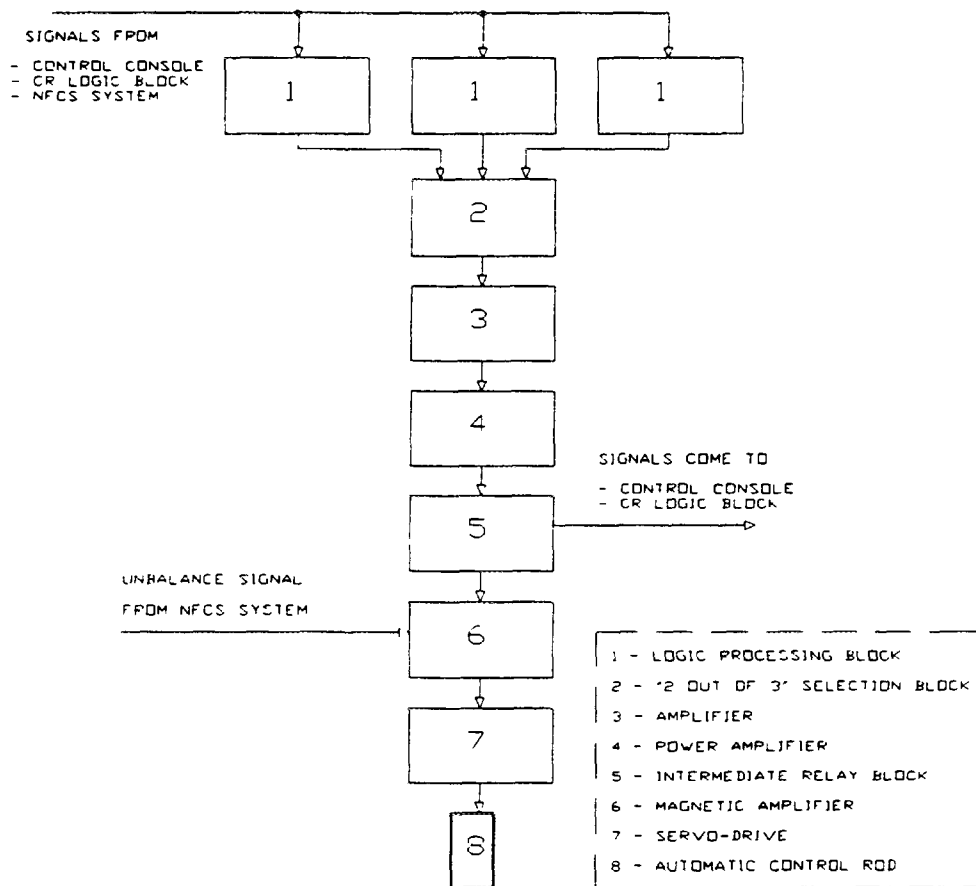 SIGNALS FROM
- CONTROL CONSOLE
- CR LOGIC BLOCK
- NFCS SYSTEM
1
1
1
2
3
4
SIGNALS COME TO
- CONTROL CONSOLE
- CR LOGIC BLOCK
5
UNBALANCE SIGNAL
FROM NFCS SYSTEM
6
7
8
1 - LOGIC PROCESSING BLOCK
2 - "2 OUT OF 3" SELECTION BLOCK
3 - AMPLIFIER
4 - POWER AMPLIFIER
5 - INTERMEDIATE RELAY BLOCK
6 - MAGNETIC AMPLIFIER
7 - SERVO-DRIVE
8 - AUTOMATIC CONTROL ROD